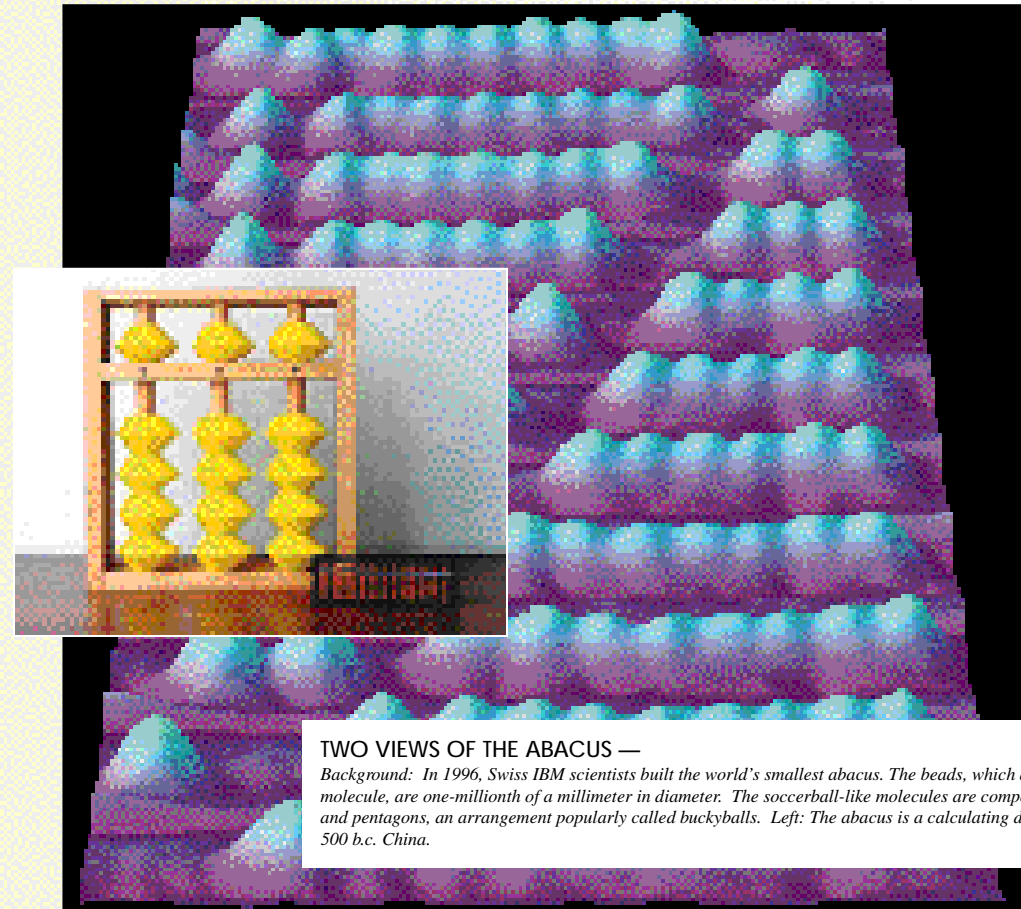 TWO VIEWS OF THE ABACUS —
Background: In 1996, Swiss IBM scientists built the world’s smallest abacus. The beads, which
molecule, are one-millionth of a millimeter in diameter. The soccerball-like molecules are
and pentagons, an arrangement popularly called buckyballs. Left: The abacus is a calculating
500 b.c. China.